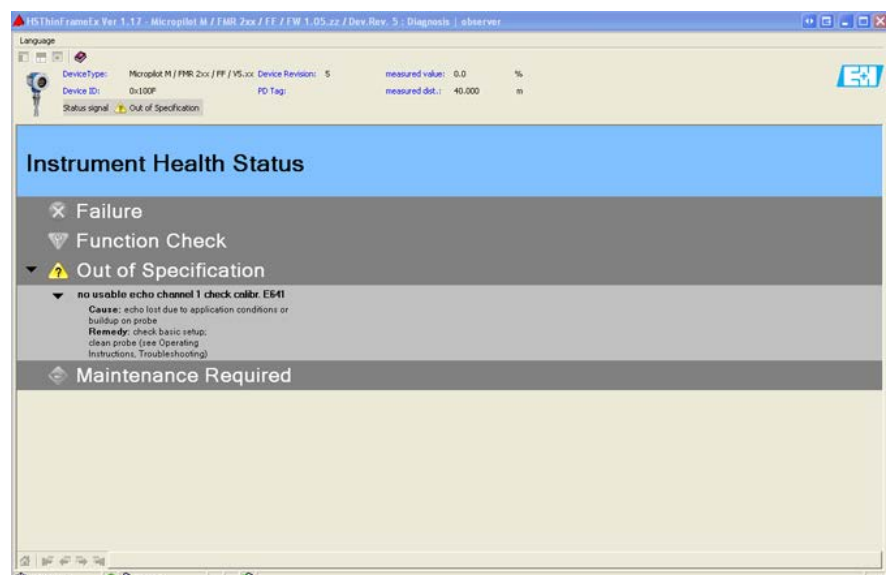 HSThinFrameEx Ver 1.17 - Micropilot M / FMR 2xx / FF / FW 1.05.zz / Dev.Rev. 5 : Diagnosis | observer
Language
DeviceType: Micropilot M / FMR 2xx / FF / V5.xx Device Revision: 5 measured value: 0.0 %
Device ID: 0x100F PD Tag: measured dist.: 40.000 m
Status signal Out of Specification
E+H
Instrument Health Status
Failure
Function Check
Out of Specification
no usable echo channel 1 check calibr. E641
Cause: echo lost due to application conditions or
buildup on probe
Remedy: check basic setup;
clean probe (see Operating
Instructions, Troubleshooting)
Maintenance Required